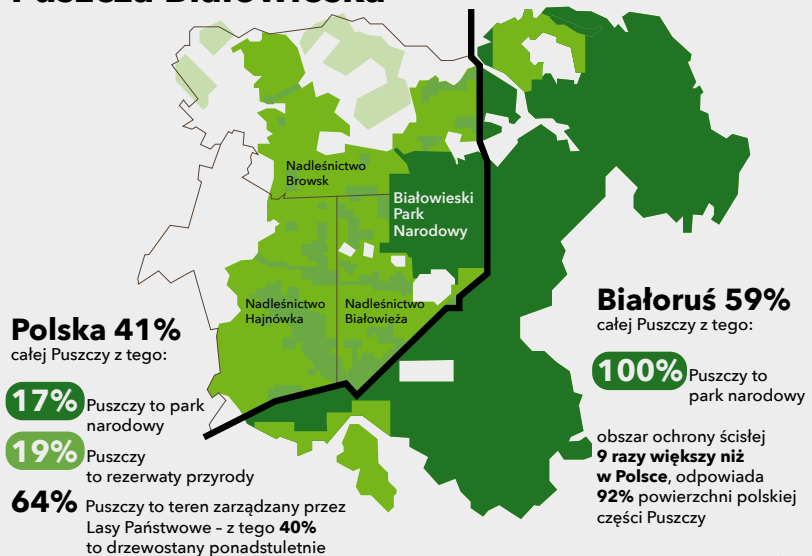 Puszcza Białowieska
Nadleśnictwo
Browsk
Białowieski
Park
Narodowy
Nadleśnictwo
Hajnówka
Nadleśnictwo
Białowieża
Polska 41%
całej Puszczy z tego:
17% Puszczy to park
narodowy
19% Puszczy
to rezerwaty przyrody
64% Puszczy to teren zarządzany przez
Lasy Państwowe – z tego 40%
to drzewostany ponadstuletnie
Białoruś 59%
całej Puszczy z tego:
100% Puszczy to
park narodowy
obszar ochrony ścisłej
9 razy większy niż
w Polsce, odpowiada
92% powierzchni polskiej
części Puszczy